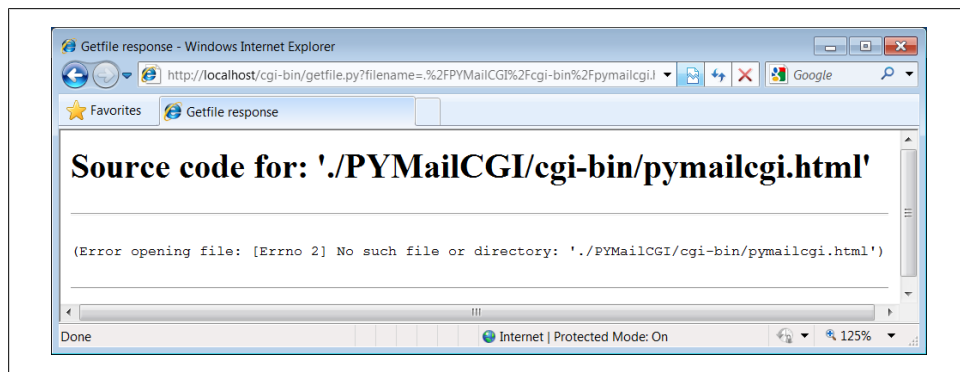 Getfile response - Windows Internet Explorer
http://localhost/cgi-bin/getfile.py?filename=.%2FPYMailCGI%2Fcgi-bin%2Fpymailcgi.l
Google
Favorites
Getfile response
Source code for: './PYMailCGI/cgi-bin/pymailcgi.html'
(Error opening file: [Errno 2] No such file or directory: './PYMailCGI/cgi-bin/pymailcgi.html')
Done
Internet | Protected Mode: On
125%